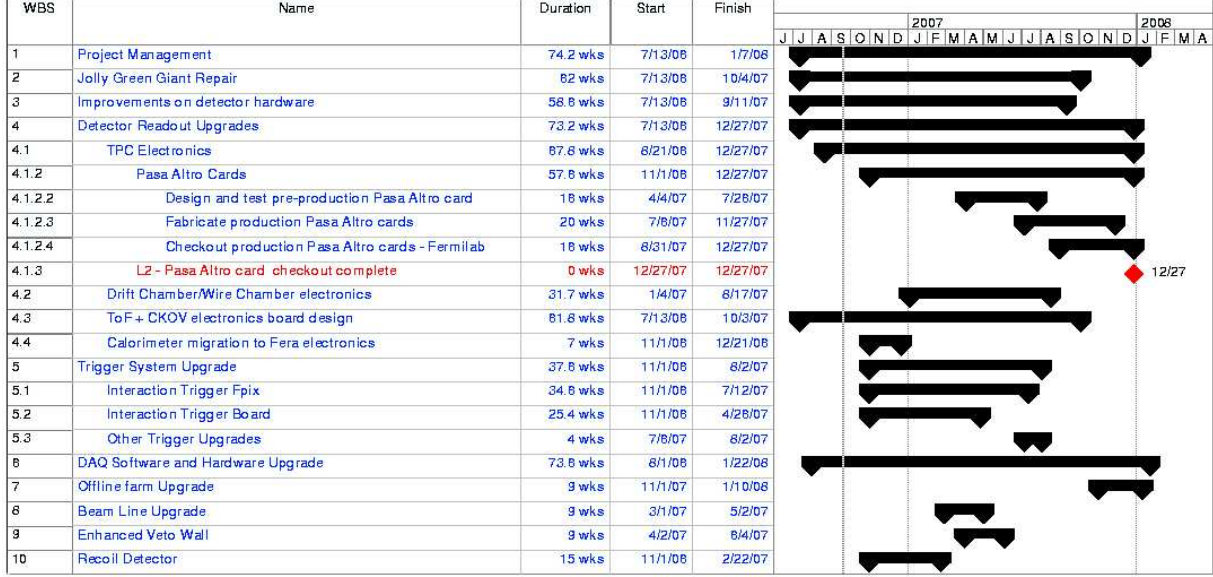 WBS Name Duration Start Finish
2007 2008
J J A S O N D J F M A M J J A S O N D J F M A
1 Project Management 74.2 wks 7/13/06 1/7/08
2 Jolly Green Giant Repair 62 wks 7/13/06 10/4/07
3 Improvements on detector hardware 58.6 wks 7/13/06 9/11/07
4 Detector Readout Upgrades 73.2 wks 7/13/06 12/27/07
4.1 TPC Electronics 67.6 wks 8/21/06 12/27/07
4.1.2 Pasa Altro Cards 57.6 wks 11/1/06 12/27/07
4.1.2.2 Design and test pre-production Pasa Altro card 16 wks 4/4/07 7/26/07
4.1.2.3 Fabricate production Pasa Altro cards 20 wks 7/6/07 11/27/07
4.1.2.4 Checkout production Pasa Altro cards - Fermilab 16 wks 8/31/07 12/27/07
4.1.3 L2 - Pasa Altro card checkout complete 0 wks 12/27/07 12/27/07 12/27
4.2 Drift Chamber/Wire Chamber electronics 31.7 wks 1/4/07 8/17/07
4.3 ToF + CKOV electronics board design 61.8 wks 7/13/06 10/3/07
4.4 Calorimeter migration to Fera electronics 7 wks 11/1/06 12/21/06
5 Trigger System Upgrade 37.6 wks 11/1/06 8/2/07
5.1 Interaction Trigger Fpix 34.6 wks 11/1/06 7/12/07
5.2 Interaction Trigger Board 25.4 wks 11/1/06 4/26/07
5.3 Other Trigger Upgrades 4 wks 7/6/07 8/2/07
6 DAQ Software and Hardware Upgrade 73.6 wks 8/1/06 1/22/08
7 Offline farm Upgrade 9 wks 11/1/07 1/10/08
8 Beam Line Upgrade 9 wks 3/1/07 5/2/07
9 Enhanced Veto Wall 9 wks 4/2/07 6/4/07
10 Recoil Detector 15 wks 11/1/06 2/22/07